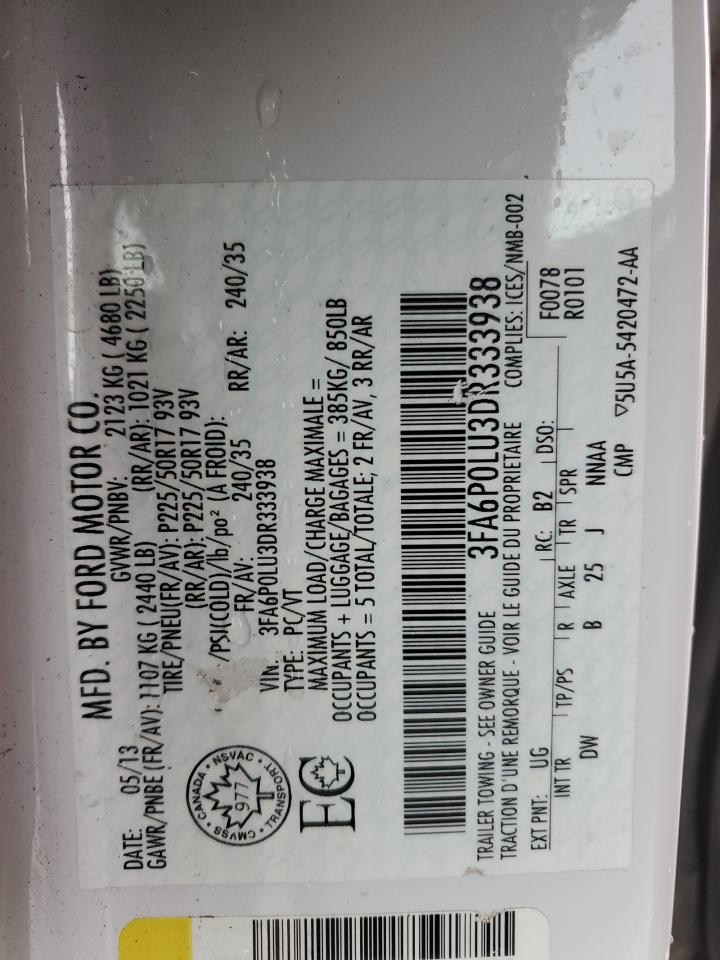 MFD. BY FORD MOTOR CO.
DATE: 05/13 GVWR/PNBV: 2123 KG ( 4680 LB)
GAWR/PNBE (FR/AV): 1107 KG ( 2440 LB) (RR/AR): 1021 KG ( 2250 LB)
TIRE/PNEU(FR/AV): P225/50R17 93V
(RR/AR): P225/50R17 93V
/PSI(COLD)/lb/po² (A FROID):
FR/AV: 240/35 RR/AR: 240/35
VIN: 3FA6P0LU3DR333938
TYPE: PC/VT
MAXIMUM LOAD/CHARGE MAXIMALE =
OCCUPANTS + LUGGAGE/BAGAGES = 385KG/ 850LB
OCCUPANTS = 5 TOTAL/TOTALE; 2 FR/AV, 3 RR/AR
CANADA • NSVAC • TRANSPORT • CMVSS •
977
EC
3FA6P0LU3DR333938
TRAILER TOWING - SEE OWNER GUIDE
TRACTION D'UNE REMORQUE - VOIR LE GUIDE DU PROPRIETAIRE COMPLIES: ICES/NMB-002
EXT PNT: UG RC: B2 DSO: F0078
INT TR TP/PS R AXLE TR SPR R0101
DW B 25 J NNAA
CMP ▽5U5A-5420472-AA